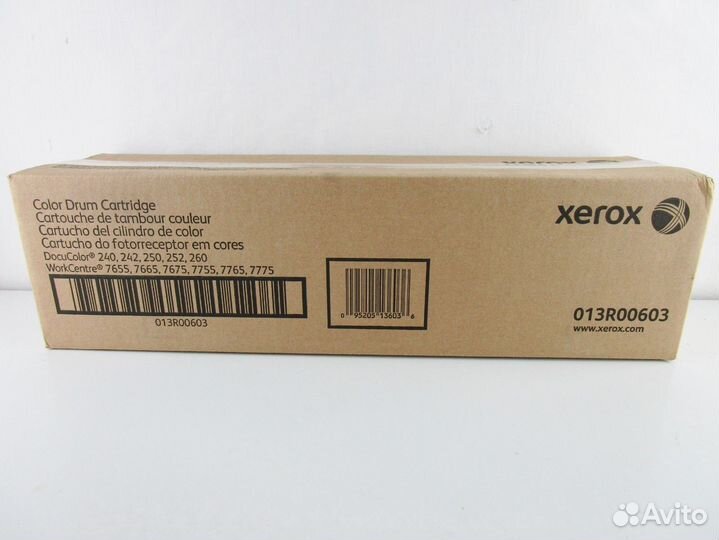 xerox
Color Drum Cartridge
Cartouche de tambour couleur
Cartucho del cilindro de color
Cartucho do fotorreceptor em cores
DocuColor® 240, 242, 250, 252, 260
WorkCentre® 7655, 7665, 7675, 7755, 7765, 7775
013R00603
0 95205 13603 6
xerox
013R00603
www.xerox.com
Avito